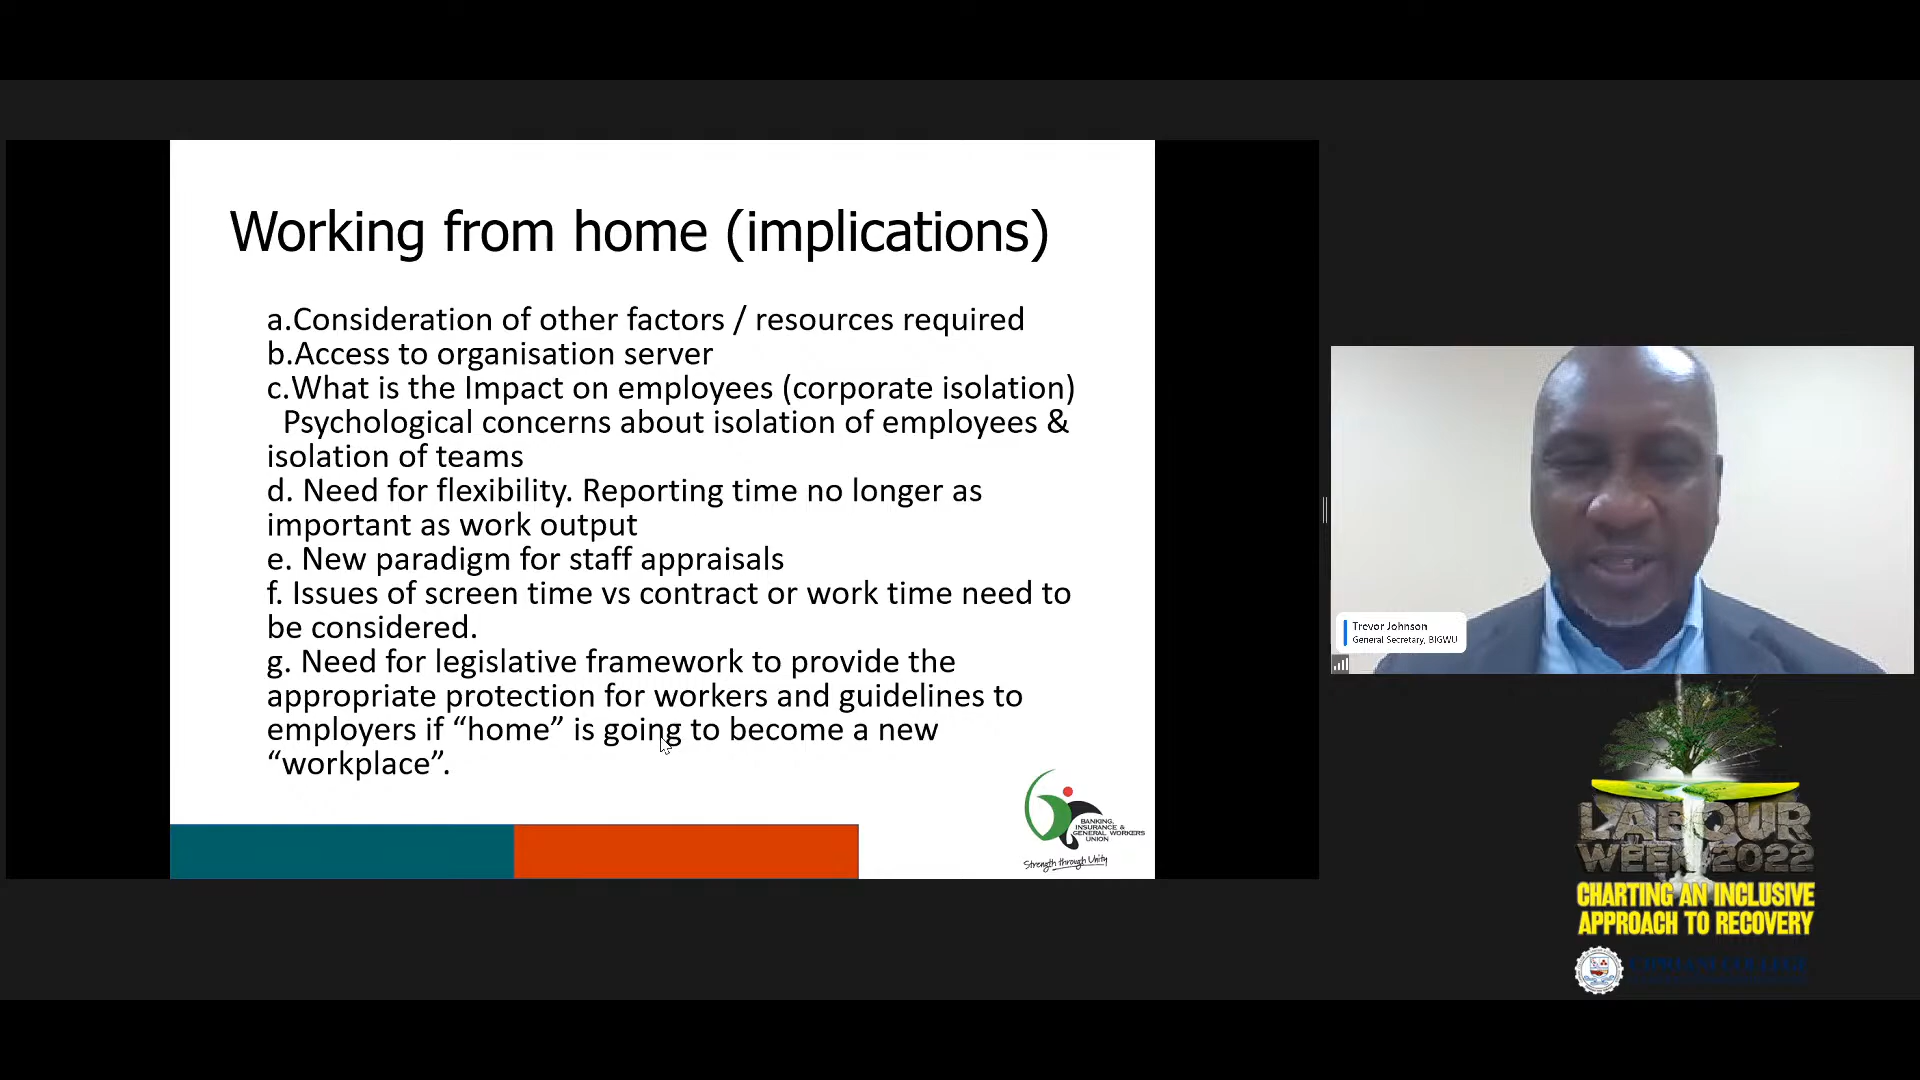 Working from home (implications)
a.Consideration of other factors / resources required
b.Access to organisation server
c.What is the Impact on employees (corporate isolation)
Psychological concerns about isolation of employees &
isolation of teams
d. Need for flexibility. Reporting time no longer as
important as work output
e. New paradigm for staff appraisals
f. Issues of screen time vs contract or work time need to
be considered.
g. Need for legislative framework to provide the
appropriate protection for workers and guidelines to
employers if “home” is going to become a new
“workplace”.
BANKING,
INSURANCE &
GENERAL WORKERS
UNION
Strength through Unity
Trevor Johnson
General Secretary, BIGWU
LABOUR
WEEK 2022
CHARTING AN INCLUSIVE
APPROACH TO RECOVERY